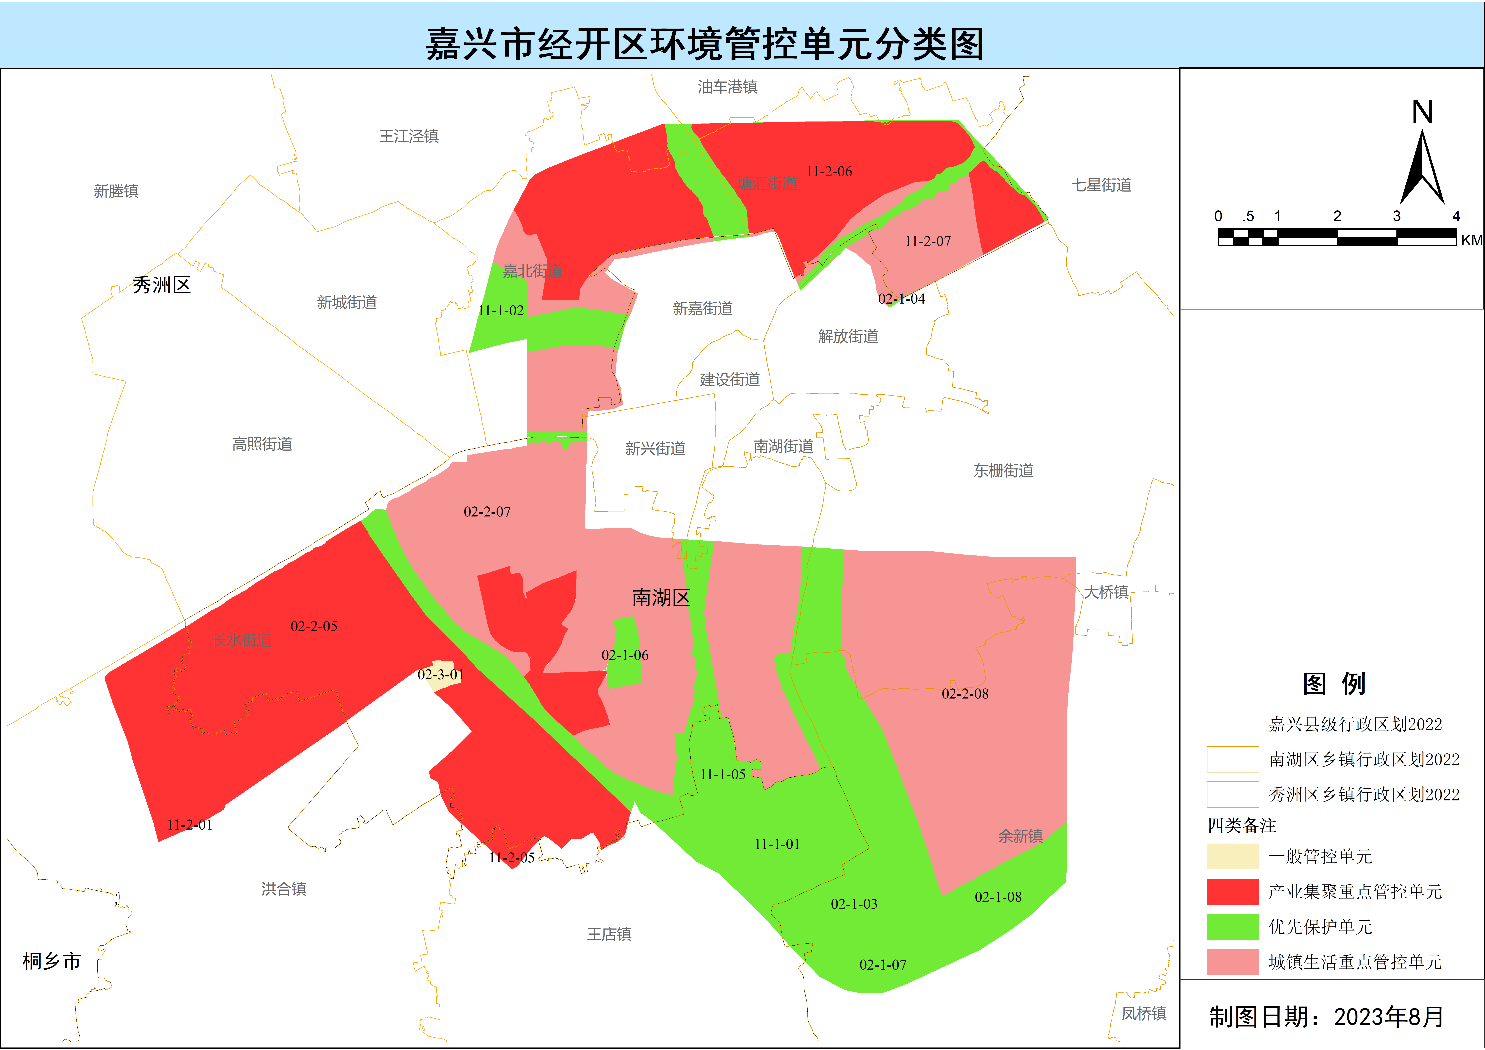 嘉兴市经开区环境管控单元分类图
油车港镇
王江泾镇
新塍镇
七星街道
11-2-06
塘汇街道
11-2-07
嘉北街道
秀洲区
新城街道
11-1-02
02-1-04
新嘉街道
解放街道
建设街道
高照街道
新兴街道
南湖街道
东栅街道
02-2-07
南湖区
大桥镇
02-2-05
长水街道
02-1-06
02-3-01
02-2-08
11-1-05
11-2-01
11-1-01
余新镇
11-2-05
洪合镇
02-1-03
02-1-08
王店镇
桐乡市
02-1-07
凤桥镇
N
0 .5 1 2 3 4
KM
图 例
嘉兴县级行政区划2022
南湖区乡镇行政区划2022
秀洲区乡镇行政区划2022
四类备注
一般管控单元
产业集聚重点管控单元
优先保护单元
城镇生活重点管控单元
制图日期：2023年8月